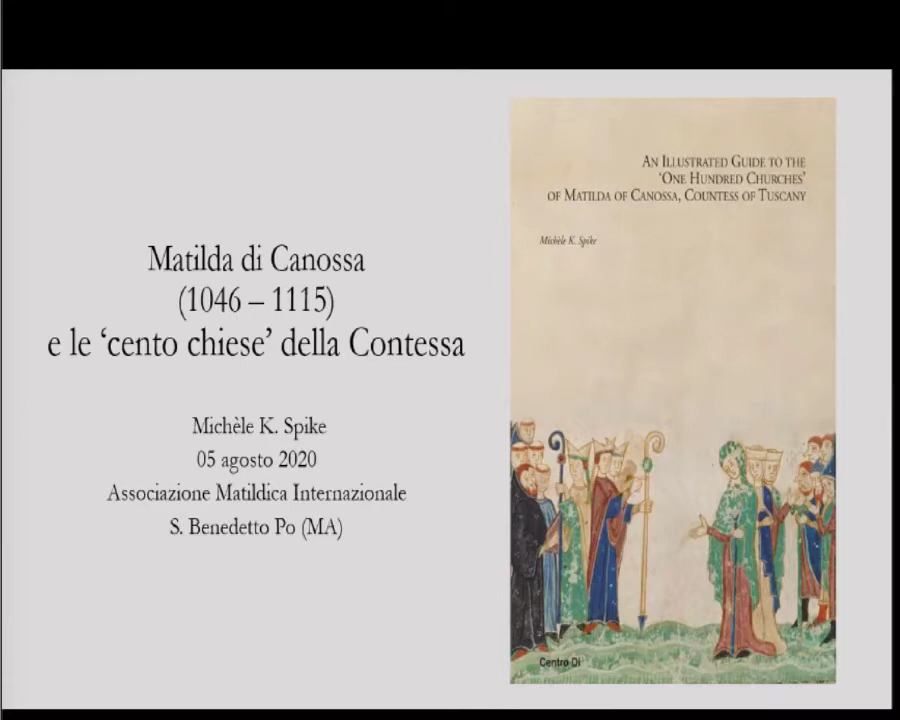 Matilda di Canossa
(1046 – 1115)
e le ‘cento chiese’ della Contessa
Michèle K. Spike
05 agosto 2020
Associazione Matildica Internazionale
S. Benedetto Po (MA)
AN ILLUSTRATED GUIDE TO THE
‘ONE HUNDRED CHURCHES’
OF MATILDA OF CANOSSA, COUNTESS OF TUSCANY
Michèle K. Spike
Centro Di